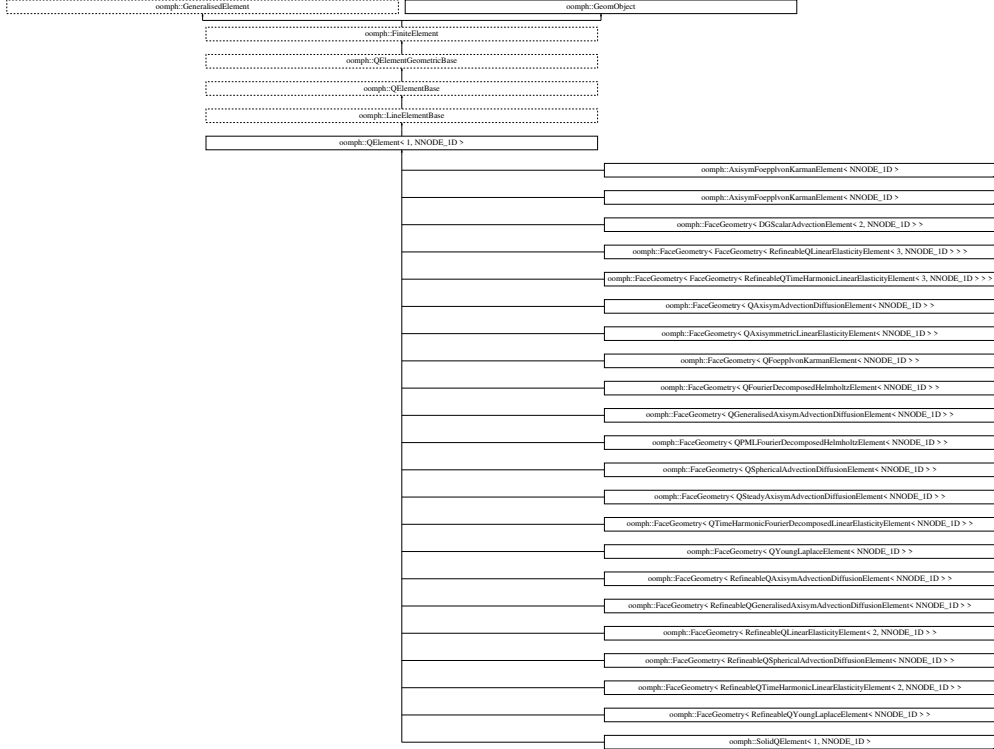 oomph::GeneralisedElement
oomph::GeomObject
oomph::FiniteElement
oomph::QElementGeometricBase
oomph::QElementBase
oomph::LineElementBase
oomph::QElement< 1, NNODE_1D >
oomph::AxisymFoepplvonKarmanElement< NNODE_1D >
oomph::AxisymFoepplvonKarmanElement< NNODE_1D >
oomph::FaceGeometry< DGScalarAdvectionElement< 2, NNODE_1D > >
oomph::FaceGeometry< FaceGeometry< RefineableQLinearElasticityElement< 3, NNODE_1D > > >
oomph::FaceGeometry< FaceGeometry< RefineableQTimeHarmonicLinearElasticityElement< 3, NNODE_1D > > >
oomph::FaceGeometry< QAxisymAdvectionDiffusionElement< NNODE_1D > >
oomph::FaceGeometry< QAxisymmetricLinearElasticityElement< NNODE_1D > >
oomph::FaceGeometry< QFoepplvonKarmanElement< NNODE_1D > >
oomph::FaceGeometry< QFourierDecomposedHelmholtzElement< NNODE_1D > >
oomph::FaceGeometry< QGeneralisedAxisymAdvectionDiffusionElement< NNODE_1D > >
oomph::FaceGeometry< QPMLFourierDecomposedHelmholtzElement< NNODE_1D > >
oomph::FaceGeometry< QSphericalAdvectionDiffusionElement< NNODE_1D > >
oomph::FaceGeometry< QSteadyAxisymAdvectionDiffusionElement< NNODE_1D > >
oomph::FaceGeometry< QTimeHarmonicFourierDecomposedLinearElasticityElement< NNODE_1D > >
oomph::FaceGeometry< QYoungLaplaceElement< NNODE_1D > >
oomph::FaceGeometry< RefineableQAxisymAdvectionDiffusionElement< NNODE_1D > >
oomph::FaceGeometry< RefineableQGeneralisedAxisymAdvectionDiffusionElement< NNODE_1D > >
oomph::FaceGeometry< RefineableQLinearElasticityElement< 2, NNODE_1D > >
oomph::FaceGeometry< RefineableQSphericalAdvectionDiffusionElement< NNODE_1D > >
oomph::FaceGeometry< RefineableQTimeHarmonicLinearElasticityElement< 2, NNODE_1D > >
oomph::FaceGeometry< RefineableQYoungLaplaceElement< NNODE_1D > >
oomph::SolidQElement< 1, NNODE_1D >